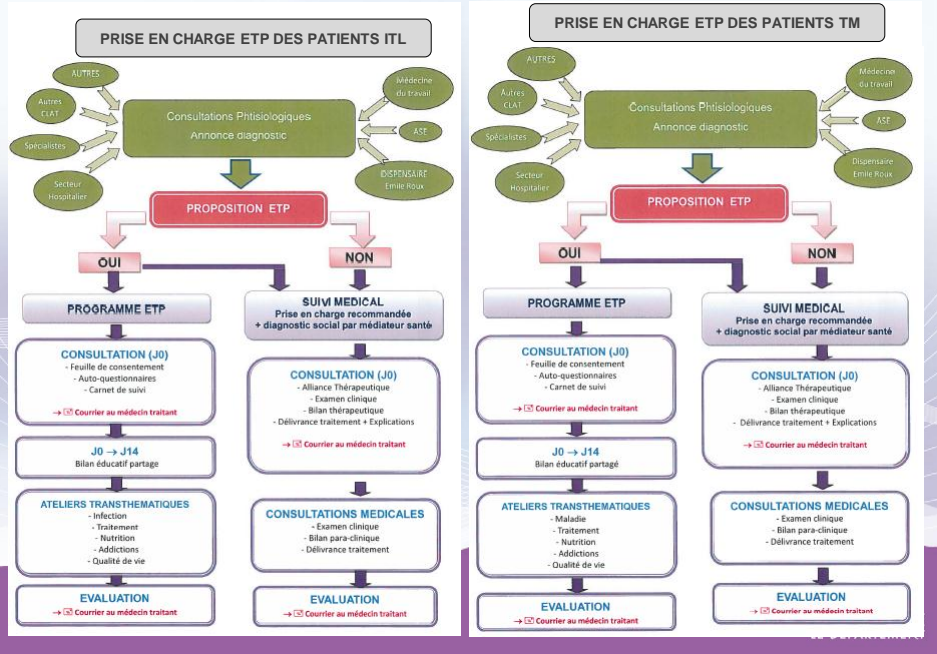 PRISE EN CHARGE ETP DES PATIENTS ITL
AUTRES
Autres
CLAT
Spécialistes
Secteur
Hospitalier
Consultations Phtisiologiques
Annonce diagnostic
Médecine
du travail
ASE
DISPENSAIRE
Emile Roux
PROPOSITION ETP
OUI
NON
PROGRAMME ETP
CONSULTATION (J0)
- Feuille de consentement
- Auto-questionnaires
- Carnet de suivi
→ Courrier au médecin traitant
J0 → J14
Bilan éducatif partage
ATELIERS TRANSTHEMATIQUES
- Infection
- Traitement
- Nutrition
- Addictions
- Qualité de vie
EVALUATION
→ Courrier au médecin traitant
SUIVI MEDICAL
Prise en charge recommandée
+ diagnostic social par médiateur santé
CONSULTATION (J0)
- Alliance Thérapeutique
- Examen clinique
- Bilan thérapeutique
- Délivrance traitement + Explications
→ Courrier au médecin traitant
CONSULTATIONS MEDICALES
- Examen clinique
- Bilan para-clinique
- Délivrance traitement
EVALUATION
→ Courrier au médecin traitant
PRISE EN CHARGE ETP DES PATIENTS TM
AUTRES
Autres
CLAT
Spécialistes
Secteur
Hospitalier
Consultations Phtisiologiques
Annonce diagnostic
Médecine
du travail
ASE
Dispensaire
Emile Roux
PROPOSITION ETP
OUI
NON
PROGRAMME ETP
CONSULTATION (J0)
- Feuille de consentement
- Auto-questionnaires
- Carnet de suivi
→ Courrier au médecin traitant
J0 → J14
Bilan éducatif partagé
ATELIERS TRANSTHEMATIQUES
- Maladie
- Traitement
- Nutrition
- Addictions
- Qualité de vie
EVALUATION
→ Courrier au médecin traitant
SUIVI MEDICAL
Prise en charge recommandée
+ diagnostic social par médiateur santé
CONSULTATION (J0)
- Alliance Thérapeutique
- Examen clinique
- Bilan thérapeutique
- Délivrance traitement + Explications
→ Courrier au médecin traitant
CONSULTATIONS MEDICALES
- Examen clinique
- Bilan para-clinique
- Délivrance traitement
EVALUATION
→ Courrier au médecin traitant